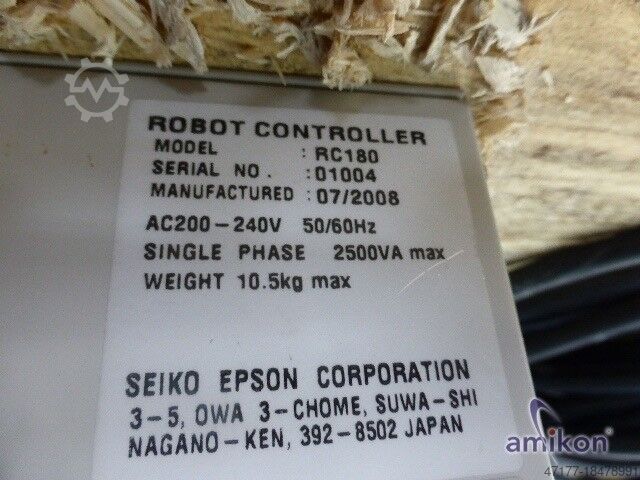 ROBOT CONTROLLER
MODEL : RC180
SERIAL NO. : 01004
MANUFACTURED : 07/2008
AC200-240V 50/60Hz
SINGLE PHASE 2500VA max
WEIGHT 10.5kg max
SEIKO EPSON CORPORATION
3-5, OWA 3-CHOME, SUWA-SHI
NAGANO-KEN, 392-8502 JAPAN
amikon
47177-18478991